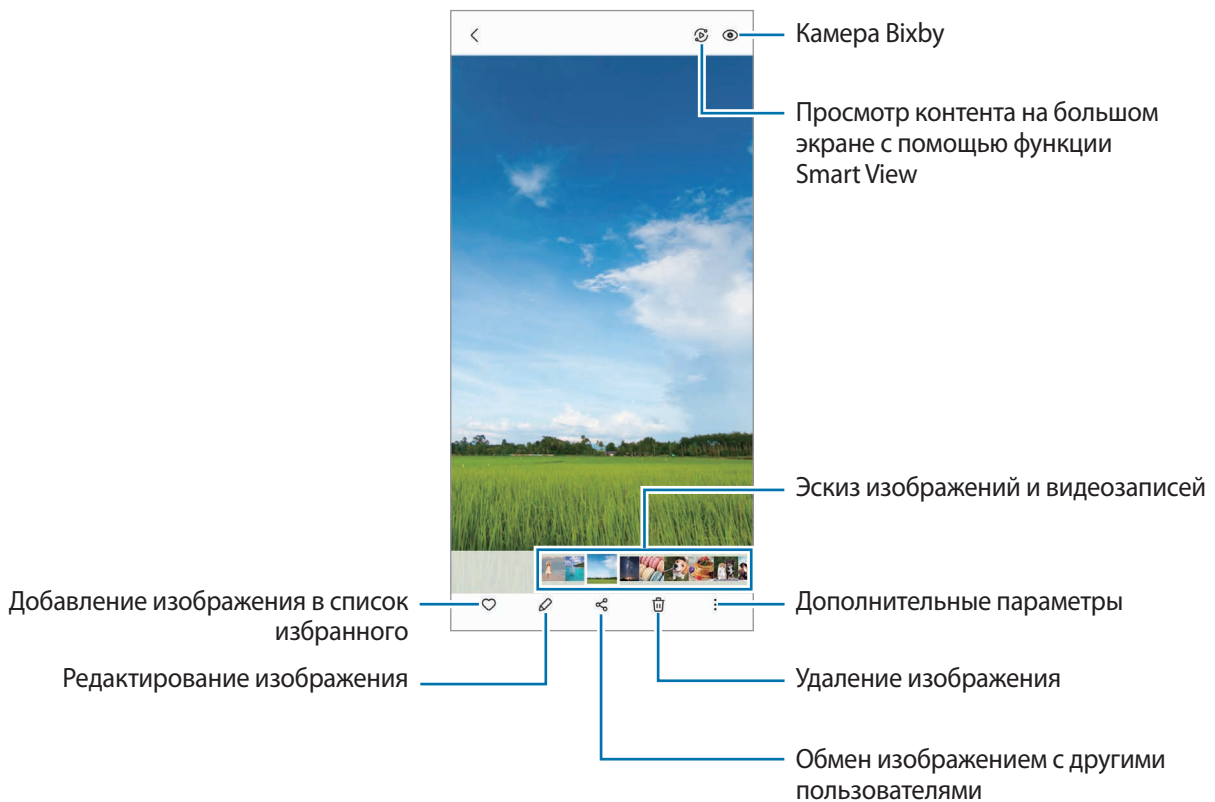 Камера Bixby
Просмотр контента на большом
экране с помощью функции
Smart View
Эскиз изображений и видеозаписей
Добавление изображения в список
избранного
Дополнительные параметры
Редактирование изображения
Удаление изображения
Обмен изображением с другими
пользователями